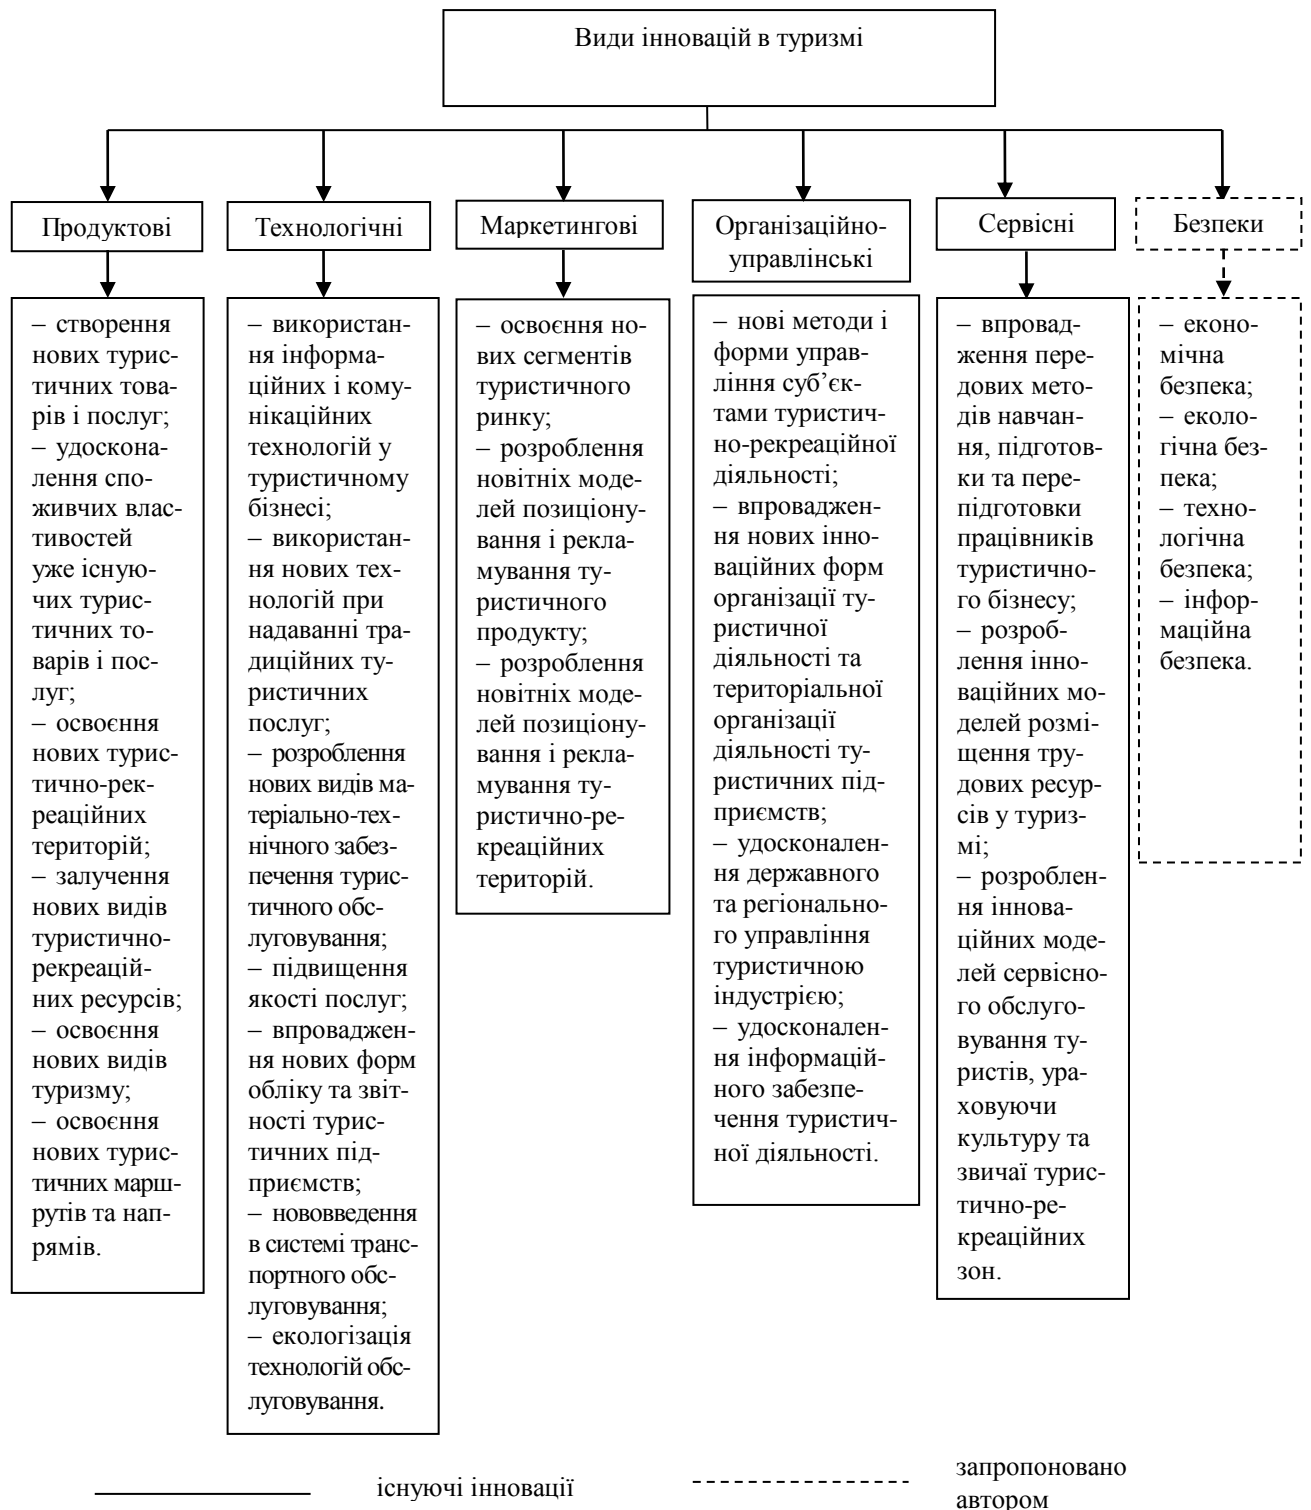 Види інновацій в туризмі
Продуктові
Технологічні
Маркетингові
Організаційно-
управлінські
Сервісні
Безпеки
– створення
нових турис-
тичних това-
рів і послуг;
– удоскона-
лення спо-
живчих влас-
тивостей
уже існую-
чих турис-
тичних то-
варів і пос-
луг;
– освоєння
нових турис-
тично-рек-
реаційних
територій;
– залучення
нових видів
туристично-
рекреацій-
них ресурсів;
– освоєння
нових видів
туризму;
– освоєння
нових турис-
тичних марш-
рутів та нап-
рямів.
– використан-
ня інформа-
ційних і кому-
нікаційних
технологій у
туристичному
бізнесі;
– використан-
ня нових тех-
нологій при
надаванні тра-
диційних ту-
ристичних
послуг;
– розроблення
нових видів ма-
теріально-тех-
нічного забез-
печення турис-
тичного обс-
луговування;
– підвищення
якості послуг;
– впроваджен-
ня нових форм
обліку та звіт-
ності турис-
тичних під-
приємств;
– нововведення
в системі транс-
портного обс-
луговування;
– екологізація
технологій обс-
луговування.
– освоєння но-
вих сегментів
туристичного
ринку;
– розроблення
новітніх моде-
лей позиціону-
вання і рекла-
мування ту-
ристичного
продукту;
– розроблення
новітніх моде-
лей позиціону-
вання і рекла-
мування ту-
ристично-ре-
креаційних
територій.
– нові методи і
форми управ-
ління суб’єк-
тами туристич-
но-рекреаційної
діяльності;
– впроваджен-
ня нових інно-
ваційних форм
організації ту-
ристичної
діяльності та
територіальної
організації
діяльності ту-
ристичних під-
приємств;
– удосконален-
ня державного
та регіонально-
го управління
туристичною
індустрією;
– удосконален-
ня інформацій-
ного забезпе-
чення туристич-
ної діяльності.
– впровад-
ження пере-
дових мето-
дів навчан-
ня, підготов-
ки та пере-
підготовки
працівників
туристично-
го бізнесу;
– розроб-
лення інно-
ваційних мо-
делей розмі-
щення тру-
дових ресур-
сів у туриз-
мі;
– розроблен-
ня іннова-
ційних моде-
лей сервісно-
го обслуго-
вування ту-
ристів, ура-
ховуючи
культуру та
звичаї турис-
тично-ре-
креаційних
зон.
– еконо-
мічна
безпека;
– еколо-
гічна без-
пека;
– техно-
логічна
безпека;
– інфор-
маційна
безпека.
існуючі інновації
запропоновано
автором